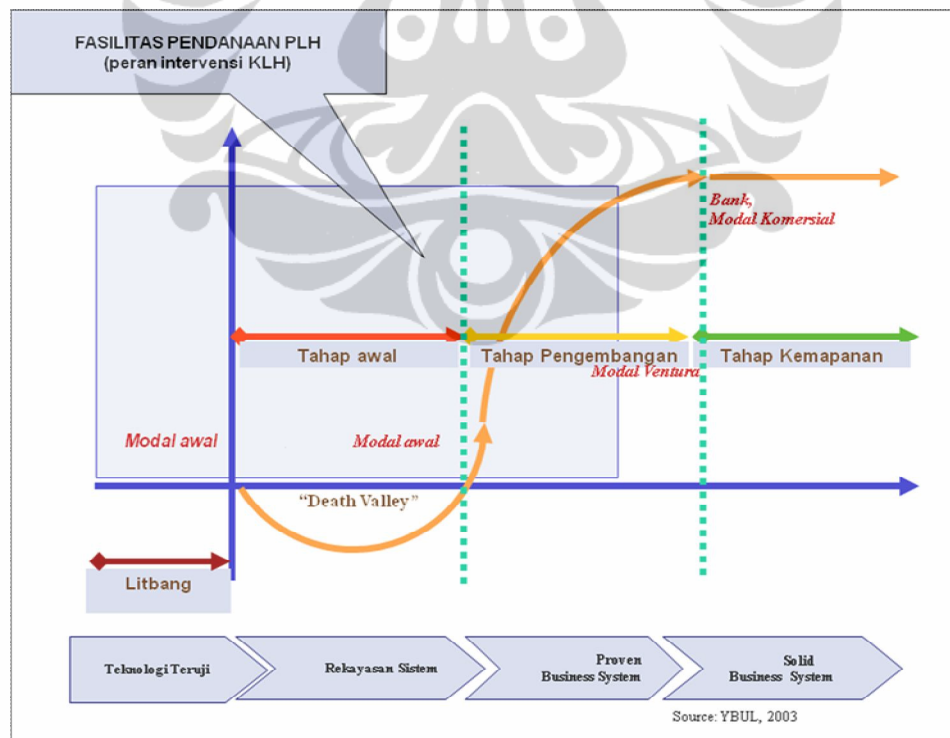 FASILITAS PENDANAAN PLH
(peran intervensi KLH)
Bank,
Modal Komersial
Tahap awal
Tahap Pengembangan
Tahap Kemapanan
Modal Ventura
Modal awal
Modal awal
“Death Valley”
Litbang
Teknologi Teruji
Rekayasan Sistem
Proven
Business System
Solid
Business System
Source: YBUL, 2003